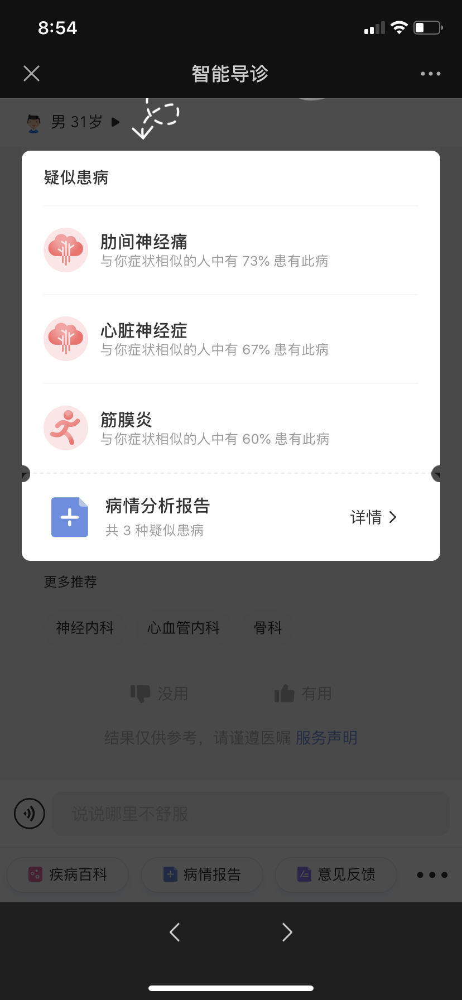 8:54
智能导诊
男 31岁
疑似患病
肋间神经痛
与你症状相似的人中有 73% 患有此病
心脏神经症
与你症状相似的人中有 67% 患有此病
筋膜炎
与你症状相似的人中有 60% 患有此病
病情分析报告
共 3 种疑似患病
详情
更多推荐
神经内科 心血管内科 骨科
没用 有用
结果仅供参考，请谨遵医嘱 服务声明
说说哪里不舒服
疾病百科 病情报告 意见反馈